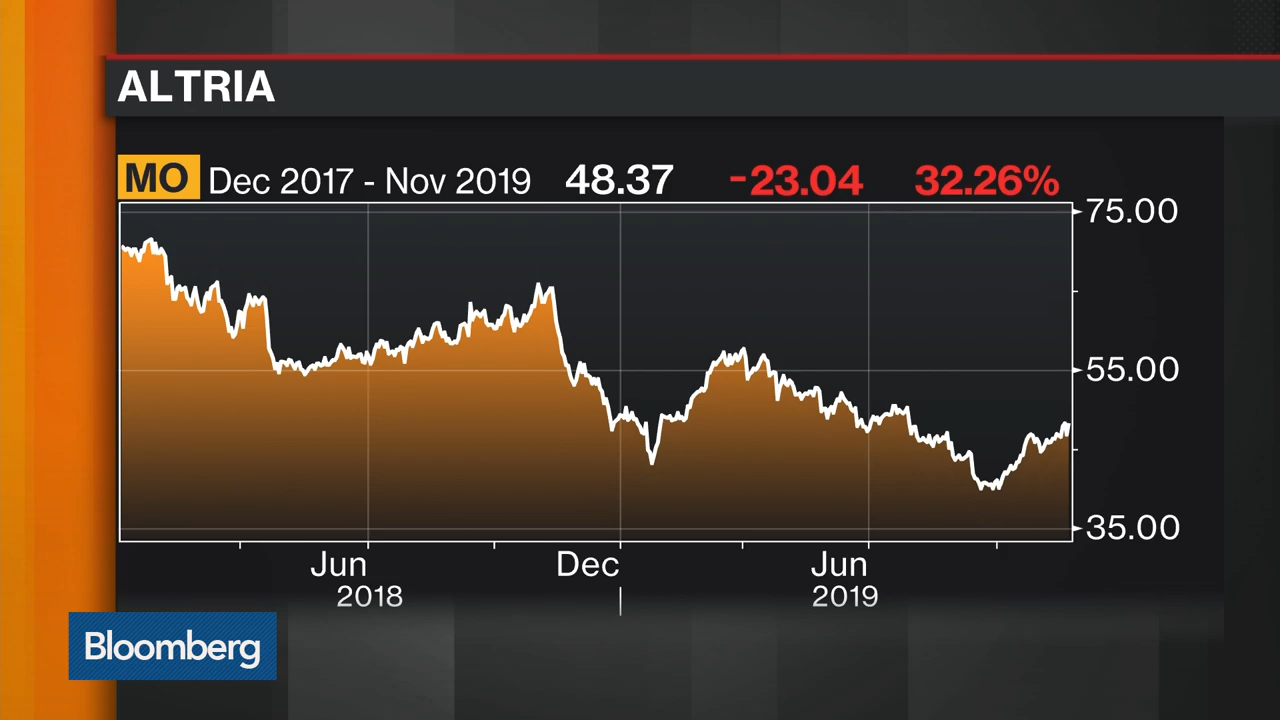 ALTRIA
MO Dec 2017 - Nov 2019 48.37 -23.04 32.26%
75.00
55.00
35.00
Jun Dec Jun
2018 2019
Bloomberg